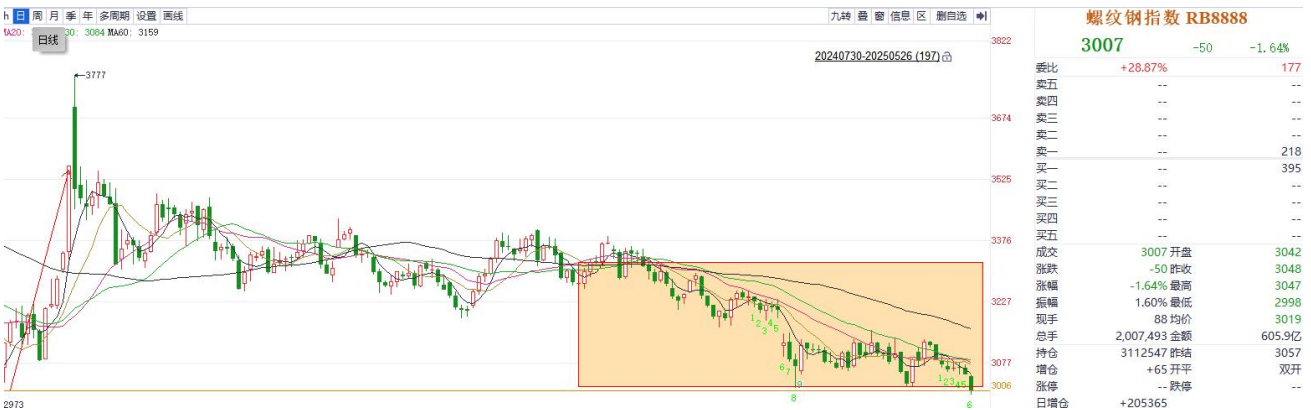 h 日 周 月 季 年 多周期 设置 画线
九转 叠 窗 信息 区 删自选
MA20: 30: 3084 MA60: 3159
日线
20240730-20250526 (197)
3777
2973
3822
3674
3525
3376
3227
3077
3006
1
2
3
4
5
6
7
8
9
1
2
3
4
5
6
螺纹钢指数 RB8888
3007 -50 -1.64%
委比 +28.87% 177
卖五 -- --
卖四 -- --
卖三 -- --
卖二 -- --
卖一 -- 218
买一 -- 395
买二 -- --
买三 -- --
买四 -- --
买五 -- --
成交 3007 开盘 3042
涨跌 -50 昨收 3048
涨幅 -1.64% 最高 3047
振幅 1.60% 最低 2998
现手 88 均价 3019
总手 2,007,493 金额 605.9亿
持仓 3112547 昨结 3057
增仓 +65 开平 双开
涨停 -- 跌停 --
日增仓 +205365